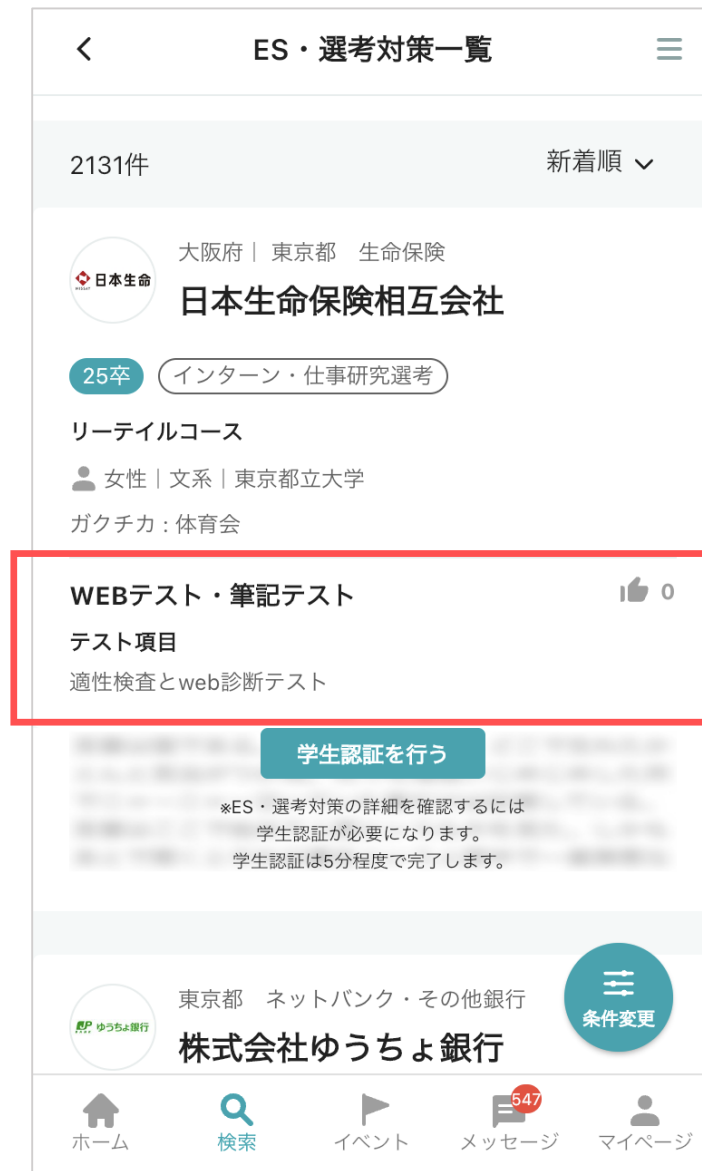 ES・選考対策一覧
2131件
新着順
大阪府｜東京都　生命保険
日本生命
日本生命保険相互会社
25卒
インターン・仕事研究選考
リーテイルコース
女性｜文系｜東京都立大学
ガクチカ : 体育会
WEBテスト・筆記テスト
0
テスト項目
適性検査とweb診断テスト
学生認証を行う
※ES・選考対策の詳細を確認するには
学生認証が必要になります。
学生認証は5分程度で完了します。
東京都　ネットバンク・その他銀行
JP ゆうちょ銀行
株式会社ゆうちょ銀行
条件変更
547
ホーム
検索
イベント
メッセージ
マイページ